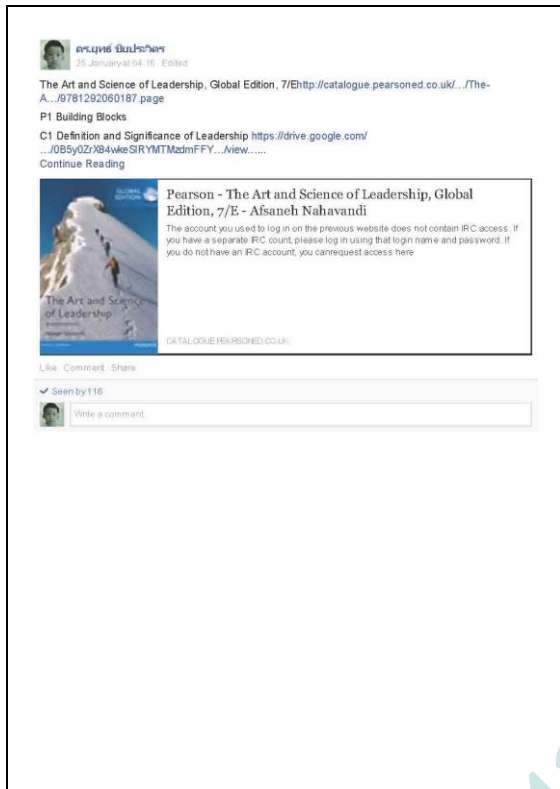 ดร.ยุทธ์ ปิ่นประวิตร
25 January at 04:16 · Edited
The Art and Science of Leadership, Global Edition, 7/Ehttp://catalogue.pearsoned.co.uk/…/The-
A…/9781292060187.page
P1 Building Blocks
C1 Definition and Significance of Leadership https://drive.google.com/
…/0B5y0ZrX84wkeSlRYMTMzdmFFY…/view…...
Continue Reading
GLOBAL
EDITION
The Art and Science
of Leadership
Pearson - The Art and Science of Leadership, Global
Edition, 7/E - Afsaneh Nahavandi
The account you used to log in on the previous website does not contain IRC access. If
you have a separate IRC count, please log in using that login name and password. If
you do not have an IRC account, you canrequest access here
CATALOGUE.PEARSONED.CO.UK
Like Comment Share
✓ Seen by 116
Write a comment...